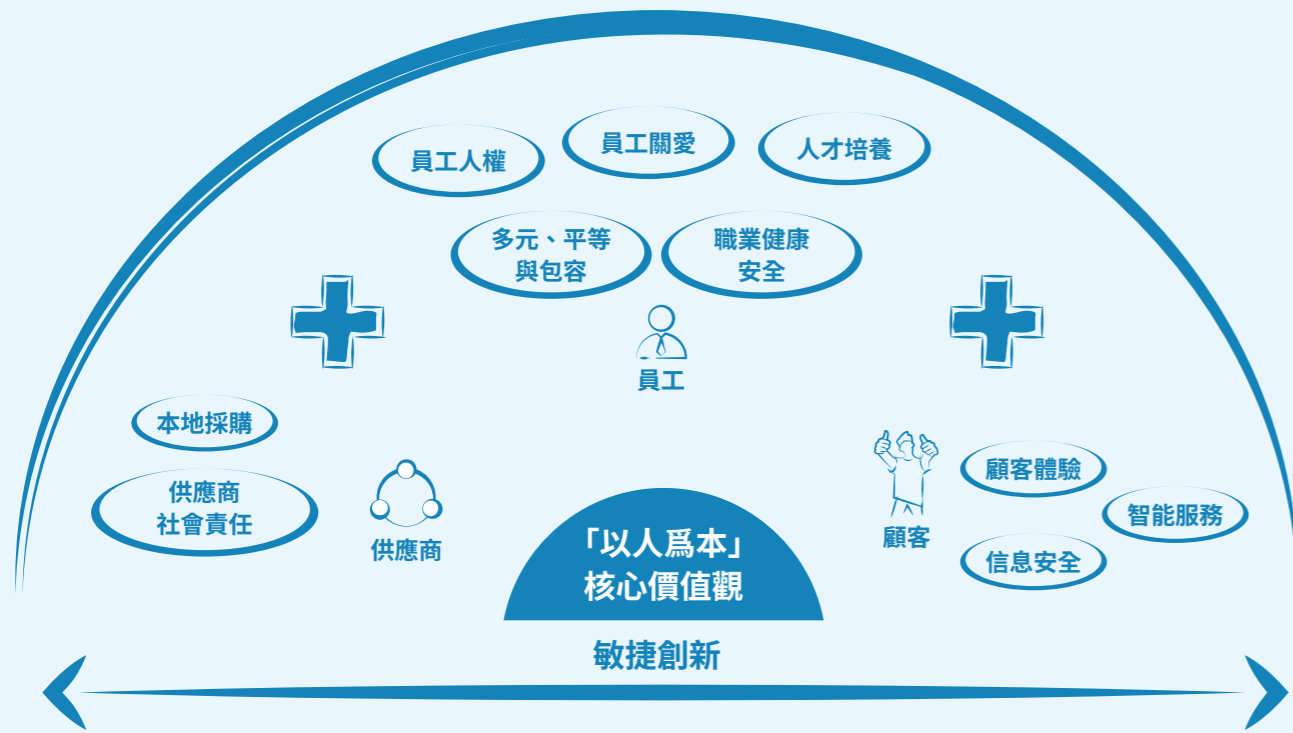 員工人權
員工關愛
人才培養
多元、平等
與包容
職業健康
安全
員工
本地採購
供應商
社會責任
供應商
顧客
顧客體驗
智能服務
信息安全
「以人爲本」
核心價值觀
敏捷創新